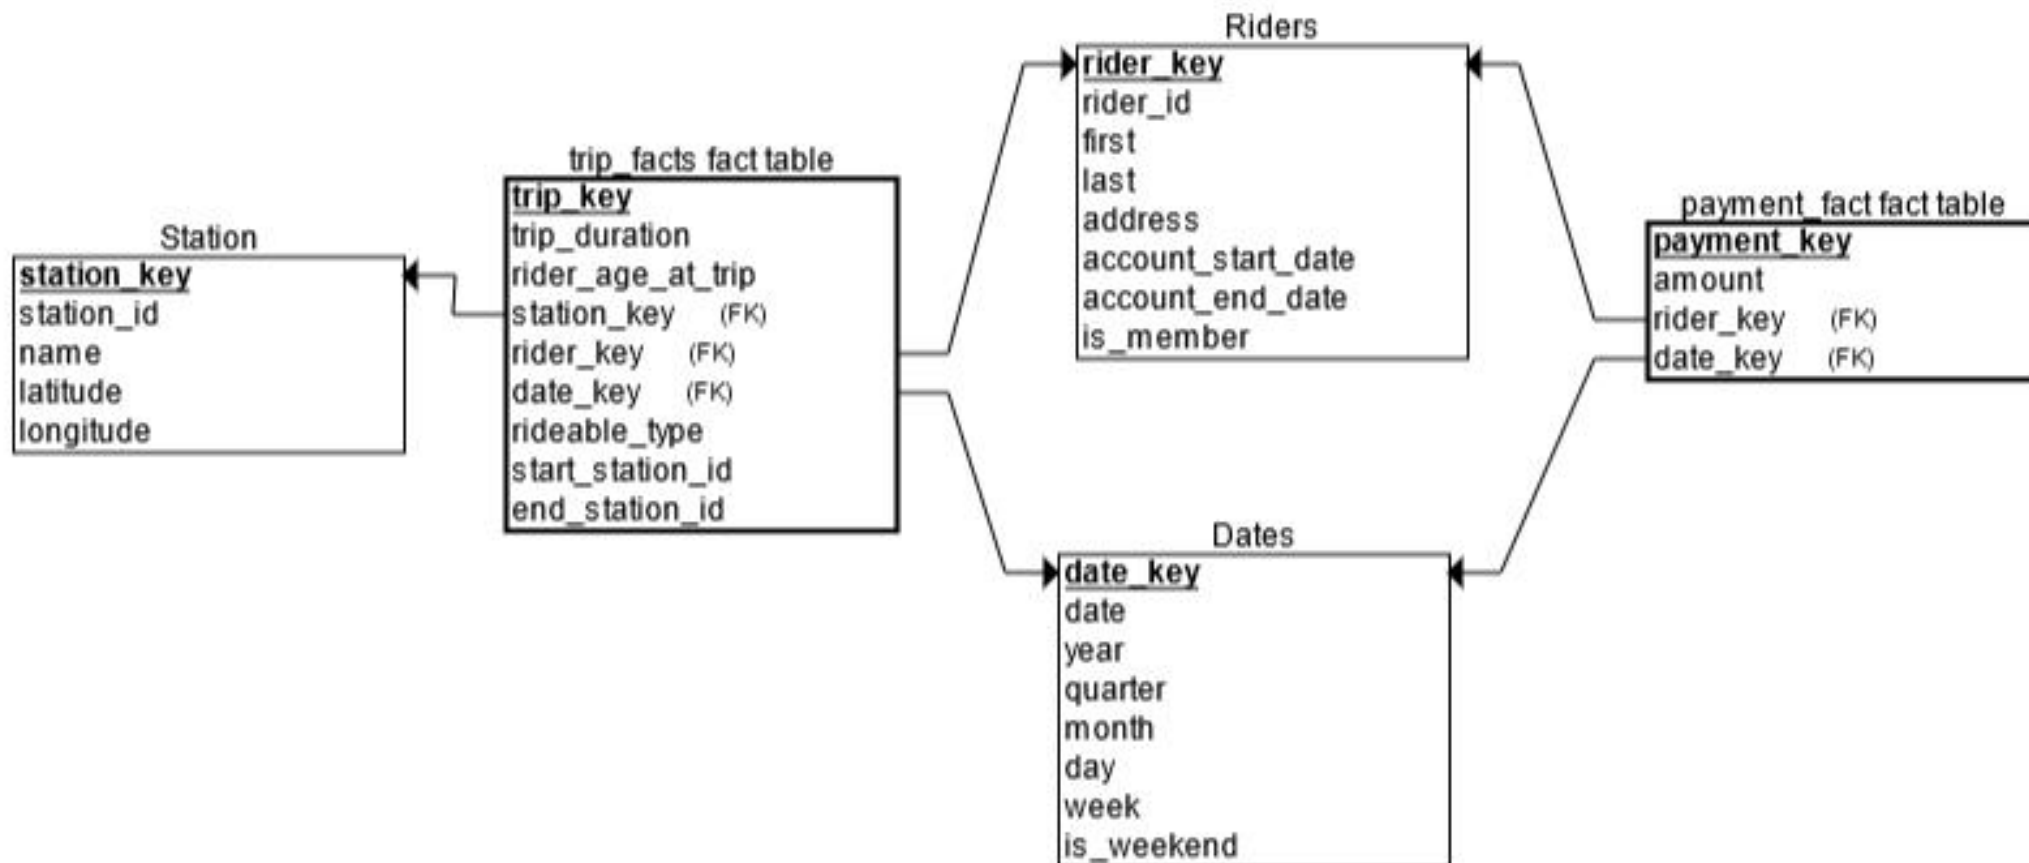 Station
station_key
station_id
name
latitude
longitude
trip_facts fact table
trip_key
trip_duration
rider_age_at_trip
station_key (FK)
rider_key (FK)
date_key (FK)
rideable_type
start_station_id
end_station_id
Riders
rider_key
rider_id
first
last
address
account_start_date
account_end_date
is_member
Dates
date_key
date
year
quarter
month
day
week
is_weekend
payment_fact fact table
payment_key
amount
rider_key (FK)
date_key (FK)